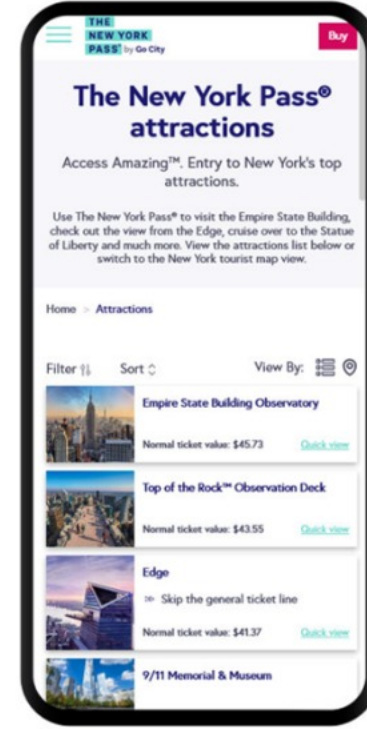 THE
NEW YORK
PASS® by Go City
Buy
The New York Pass®
attractions
Access Amazing™. Entry to New York's top
attractions.
Use The New York Pass® to visit the Empire State Building,
check out the view from the Edge, cruise over to the Statue
of Liberty and much more. View the attractions list below or
switch to the New York tourist map view.
Home > Attractions
Filter Sort View By:
Empire State Building Observatory
Normal ticket value: $45.73 Quick view
Top of the Rock™ Observation Deck
Normal ticket value: $43.55 Quick view
Edge
Skip the general ticket line
Normal ticket value: $41.37 Quick view
9/11 Memorial & Museum